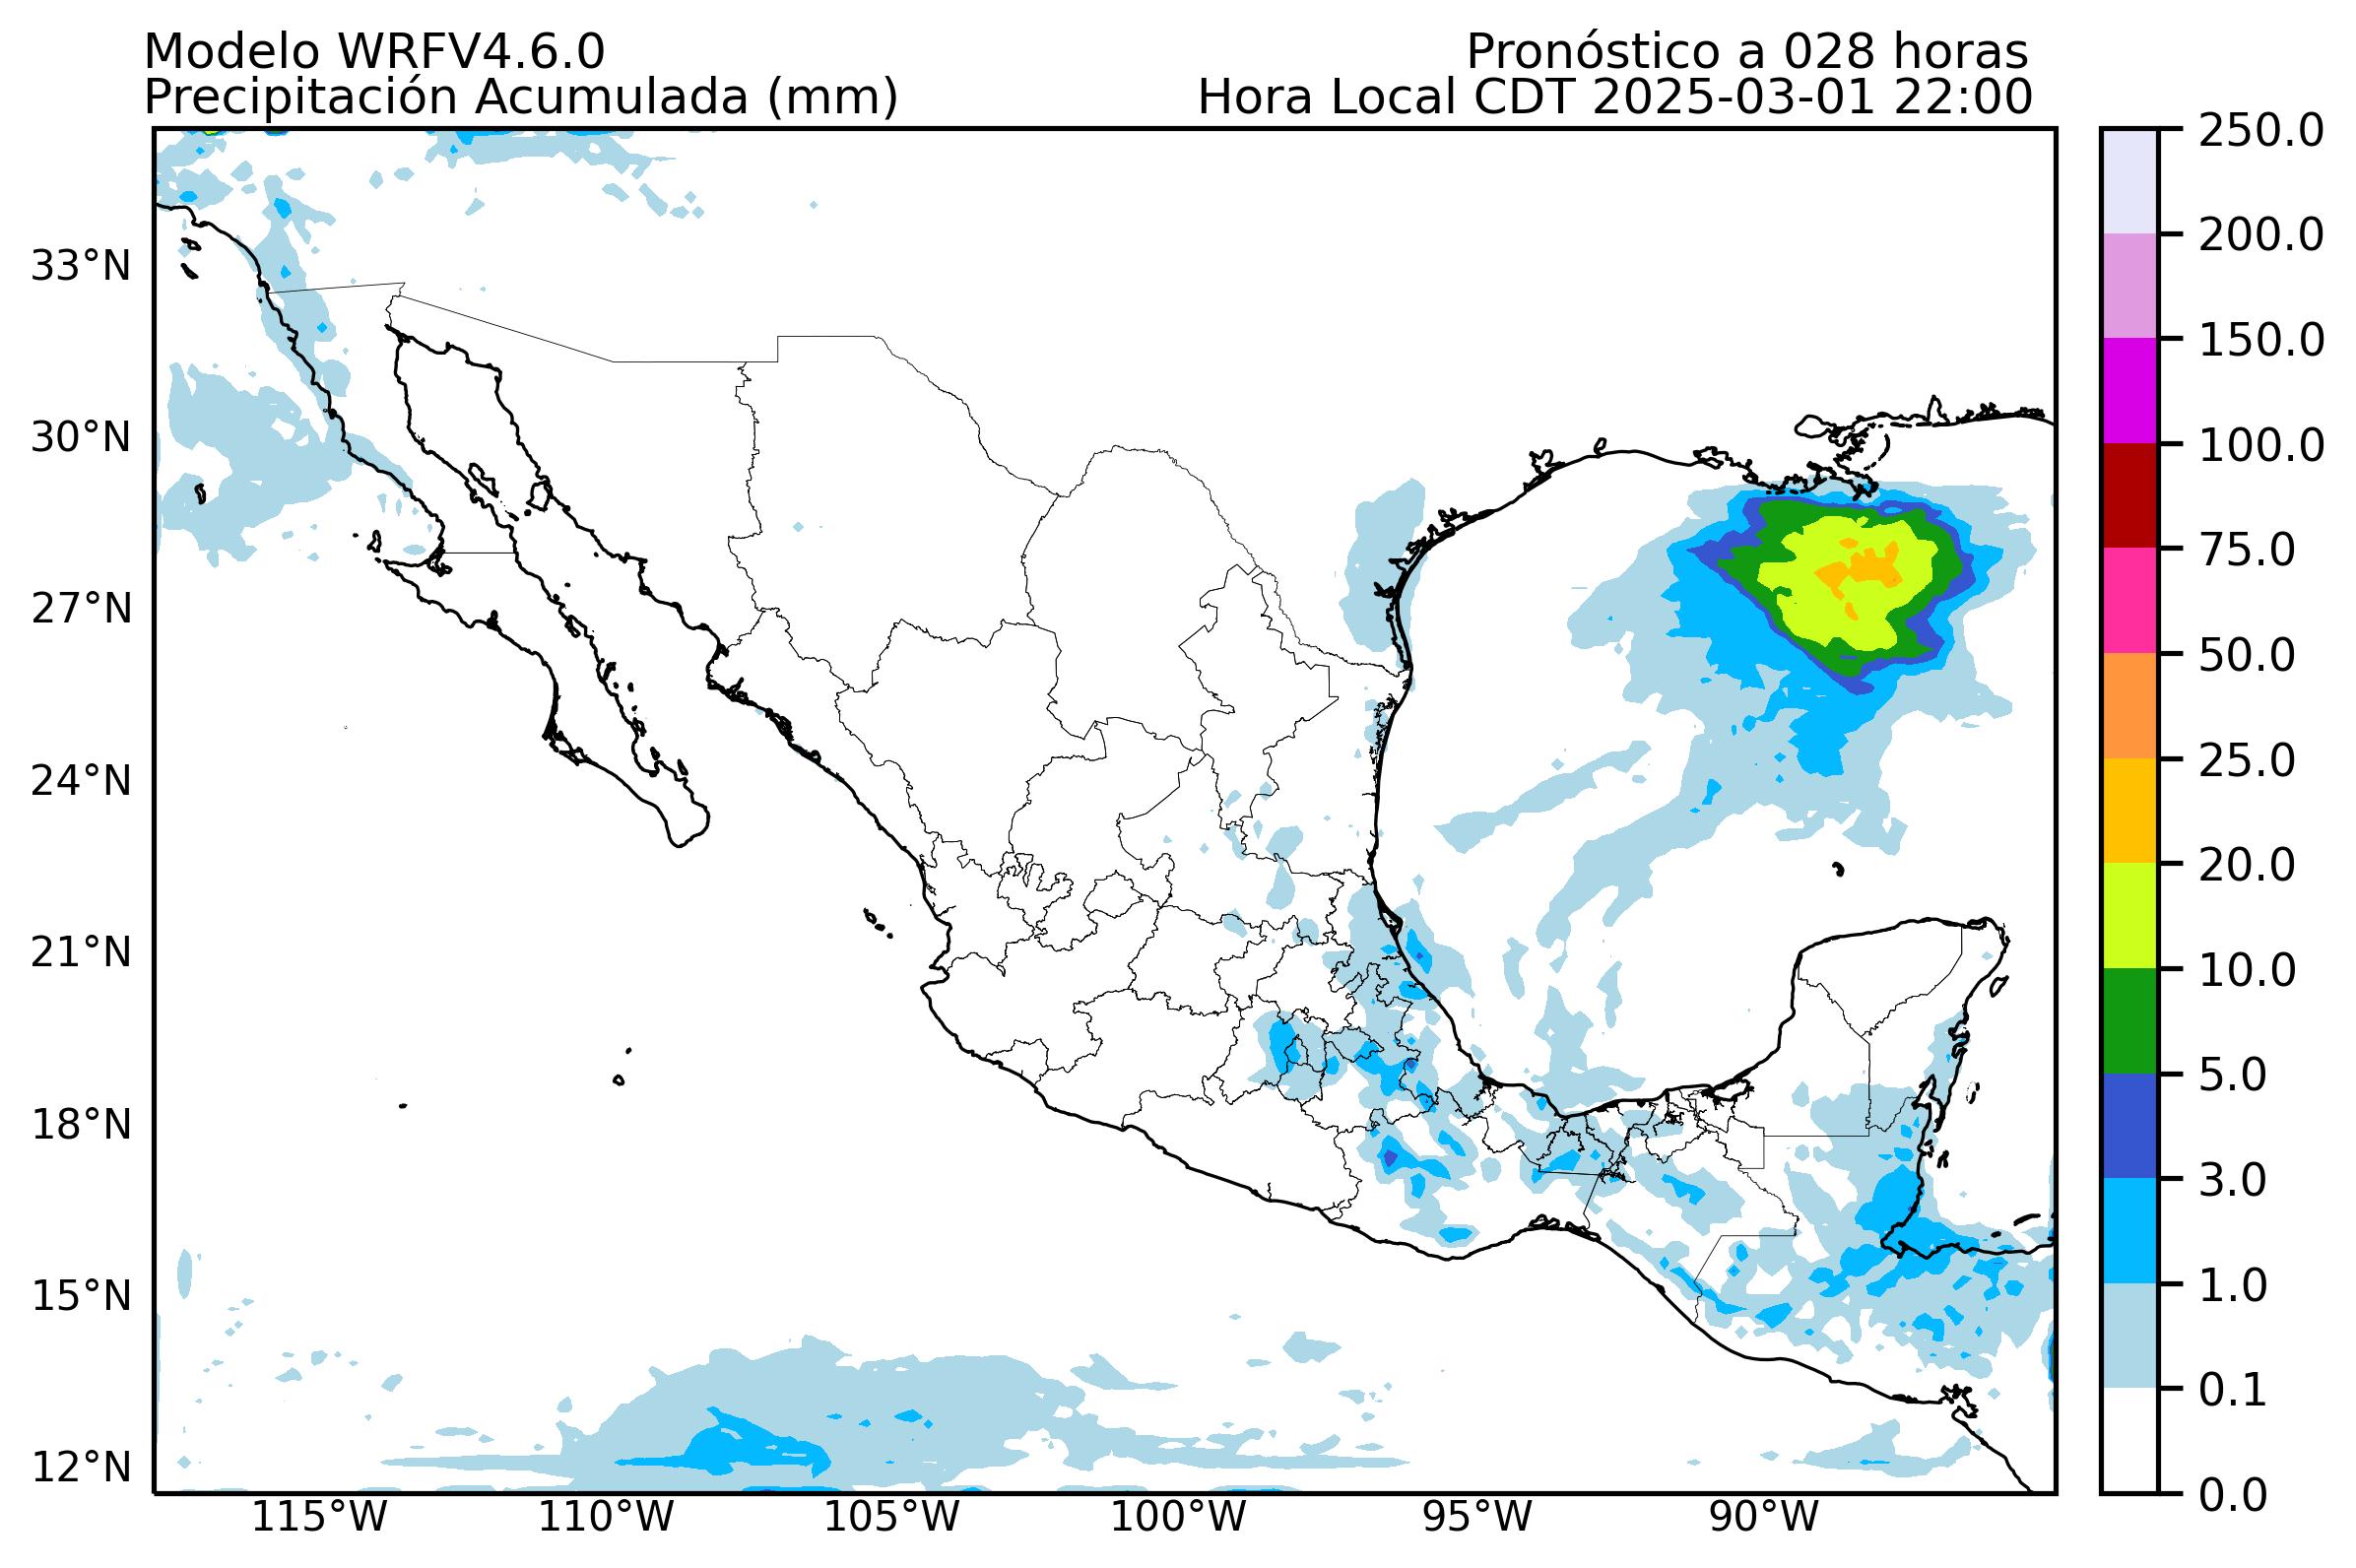 Modelo WRFV4.6.0
Pronóstico a 028 horas
Precipitación Acumulada (mm)
Hora Local CDT 2025-03-01 22:00
33°N
30°N
27°N
24°N
21°N
18°N
15°N
12°N
115°W
110°W
105°W
100°W
95°W
90°W
250.0
200.0
150.0
100.0
75.0
50.0
25.0
20.0
10.0
5.0
3.0
1.0
0.1
0.0